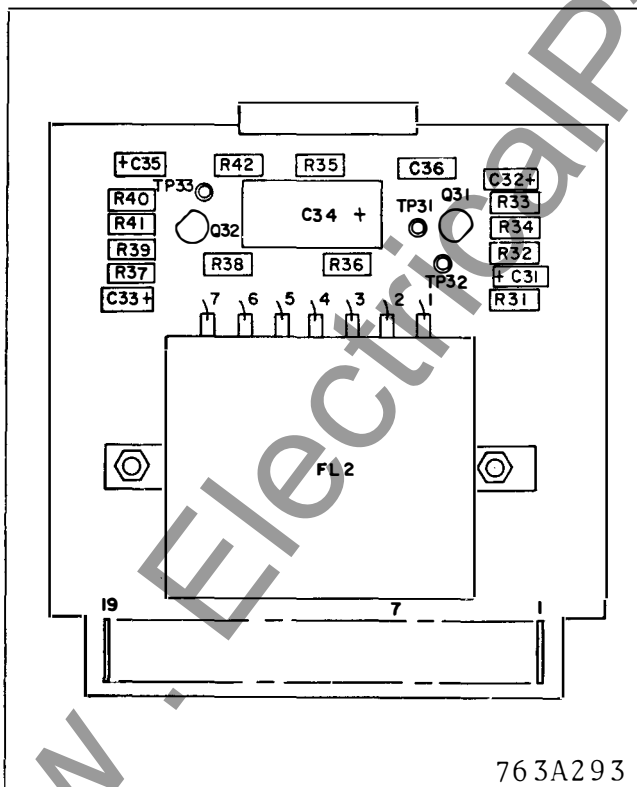 +C35 R42 R35 C36 C32+
TP33 R40 R33
R41 Q32 C34 + TP31 Q31 R34
R39 R32
R38 R36 TP32
R37 +C31
C33+ R31
7 6 5 4 3 2 1
FL2
19 7 1
763A293
w.ElectricalP